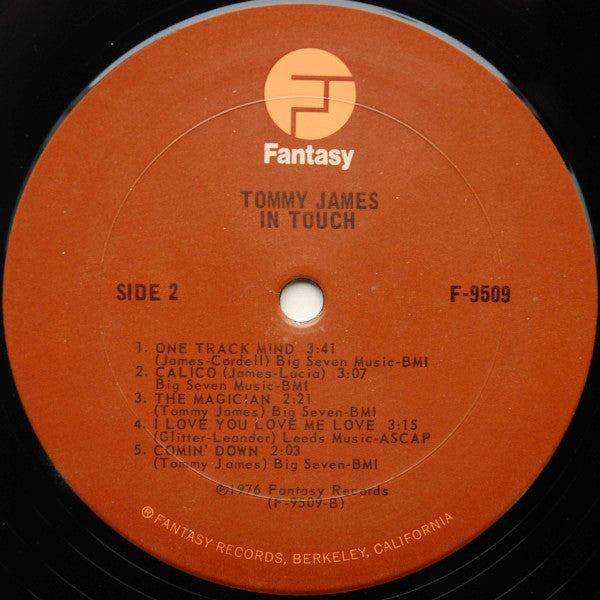 Fantasy
TOMMY JAMES
IN TOUCH
SIDE 2
F-9509
1. ONE TRACK MIND 3:41
(James-Cordell) Big Seven Music-BMI
2. CALICO (James-Lucia) 3:07
Big Seven Music-BMI
3. THE MAGICIAN 2:21
(Tommy James) Big Seven-BMI
4. I LOVE YOU LOVE ME LOVE 3:15
(Glitter-Leander) Leeds Music-ASCAP
5. COMIN' DOWN 2:03
(Tommy James) Big Seven-BMI
℗1976 Fantasy Records
(F-9509-B)
® FANTASY RECORDS, BERKELEY, CALIFORNIA